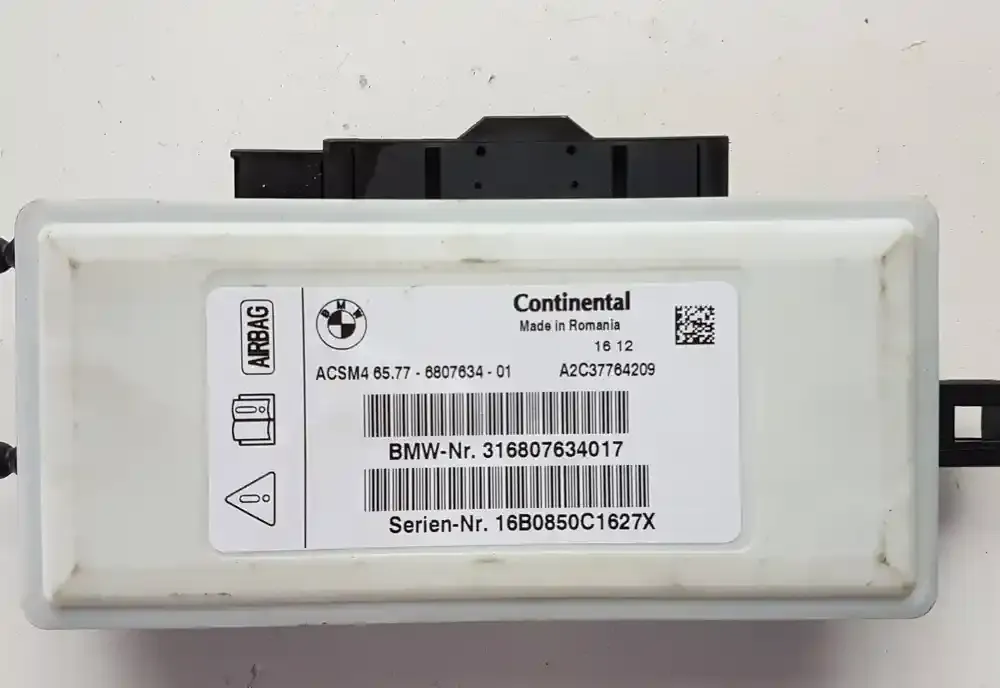 AIRBAG
BMW
Continental
Made in Romania
16 12
ACSM4 65.77 - 6807634 - 01 A2C37764209
BMW-Nr. 316807634017
Serien-Nr. 16B0850C1627X